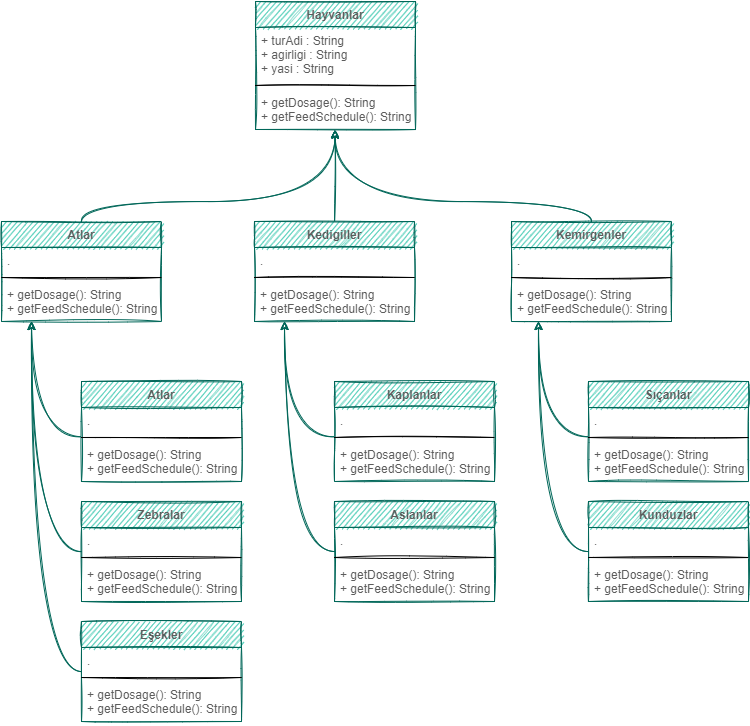 Hayvanlar
+ turAdi : String
+ agirligi : String
+ yasi : String
+ getDosage(): String
+ getFeedSchedule(): String
Atlar
.
+ getDosage(): String
+ getFeedSchedule(): String
Kedigiller
.
+ getDosage(): String
+ getFeedSchedule(): String
Kemirgenler
.
+ getDosage(): String
+ getFeedSchedule(): String
Atlar
.
+ getDosage(): String
+ getFeedSchedule(): String
Kaplanlar
.
+ getDosage(): String
+ getFeedSchedule(): String
Sıçanlar
.
+ getDosage(): String
+ getFeedSchedule(): String
Zebralar
.
+ getDosage(): String
+ getFeedSchedule(): String
Aslanlar
.
+ getDosage(): String
+ getFeedSchedule(): String
Kunduzlar
.
+ getDosage(): String
+ getFeedSchedule(): String
Eşekler
.
+ getDosage(): String
+ getFeedSchedule(): String